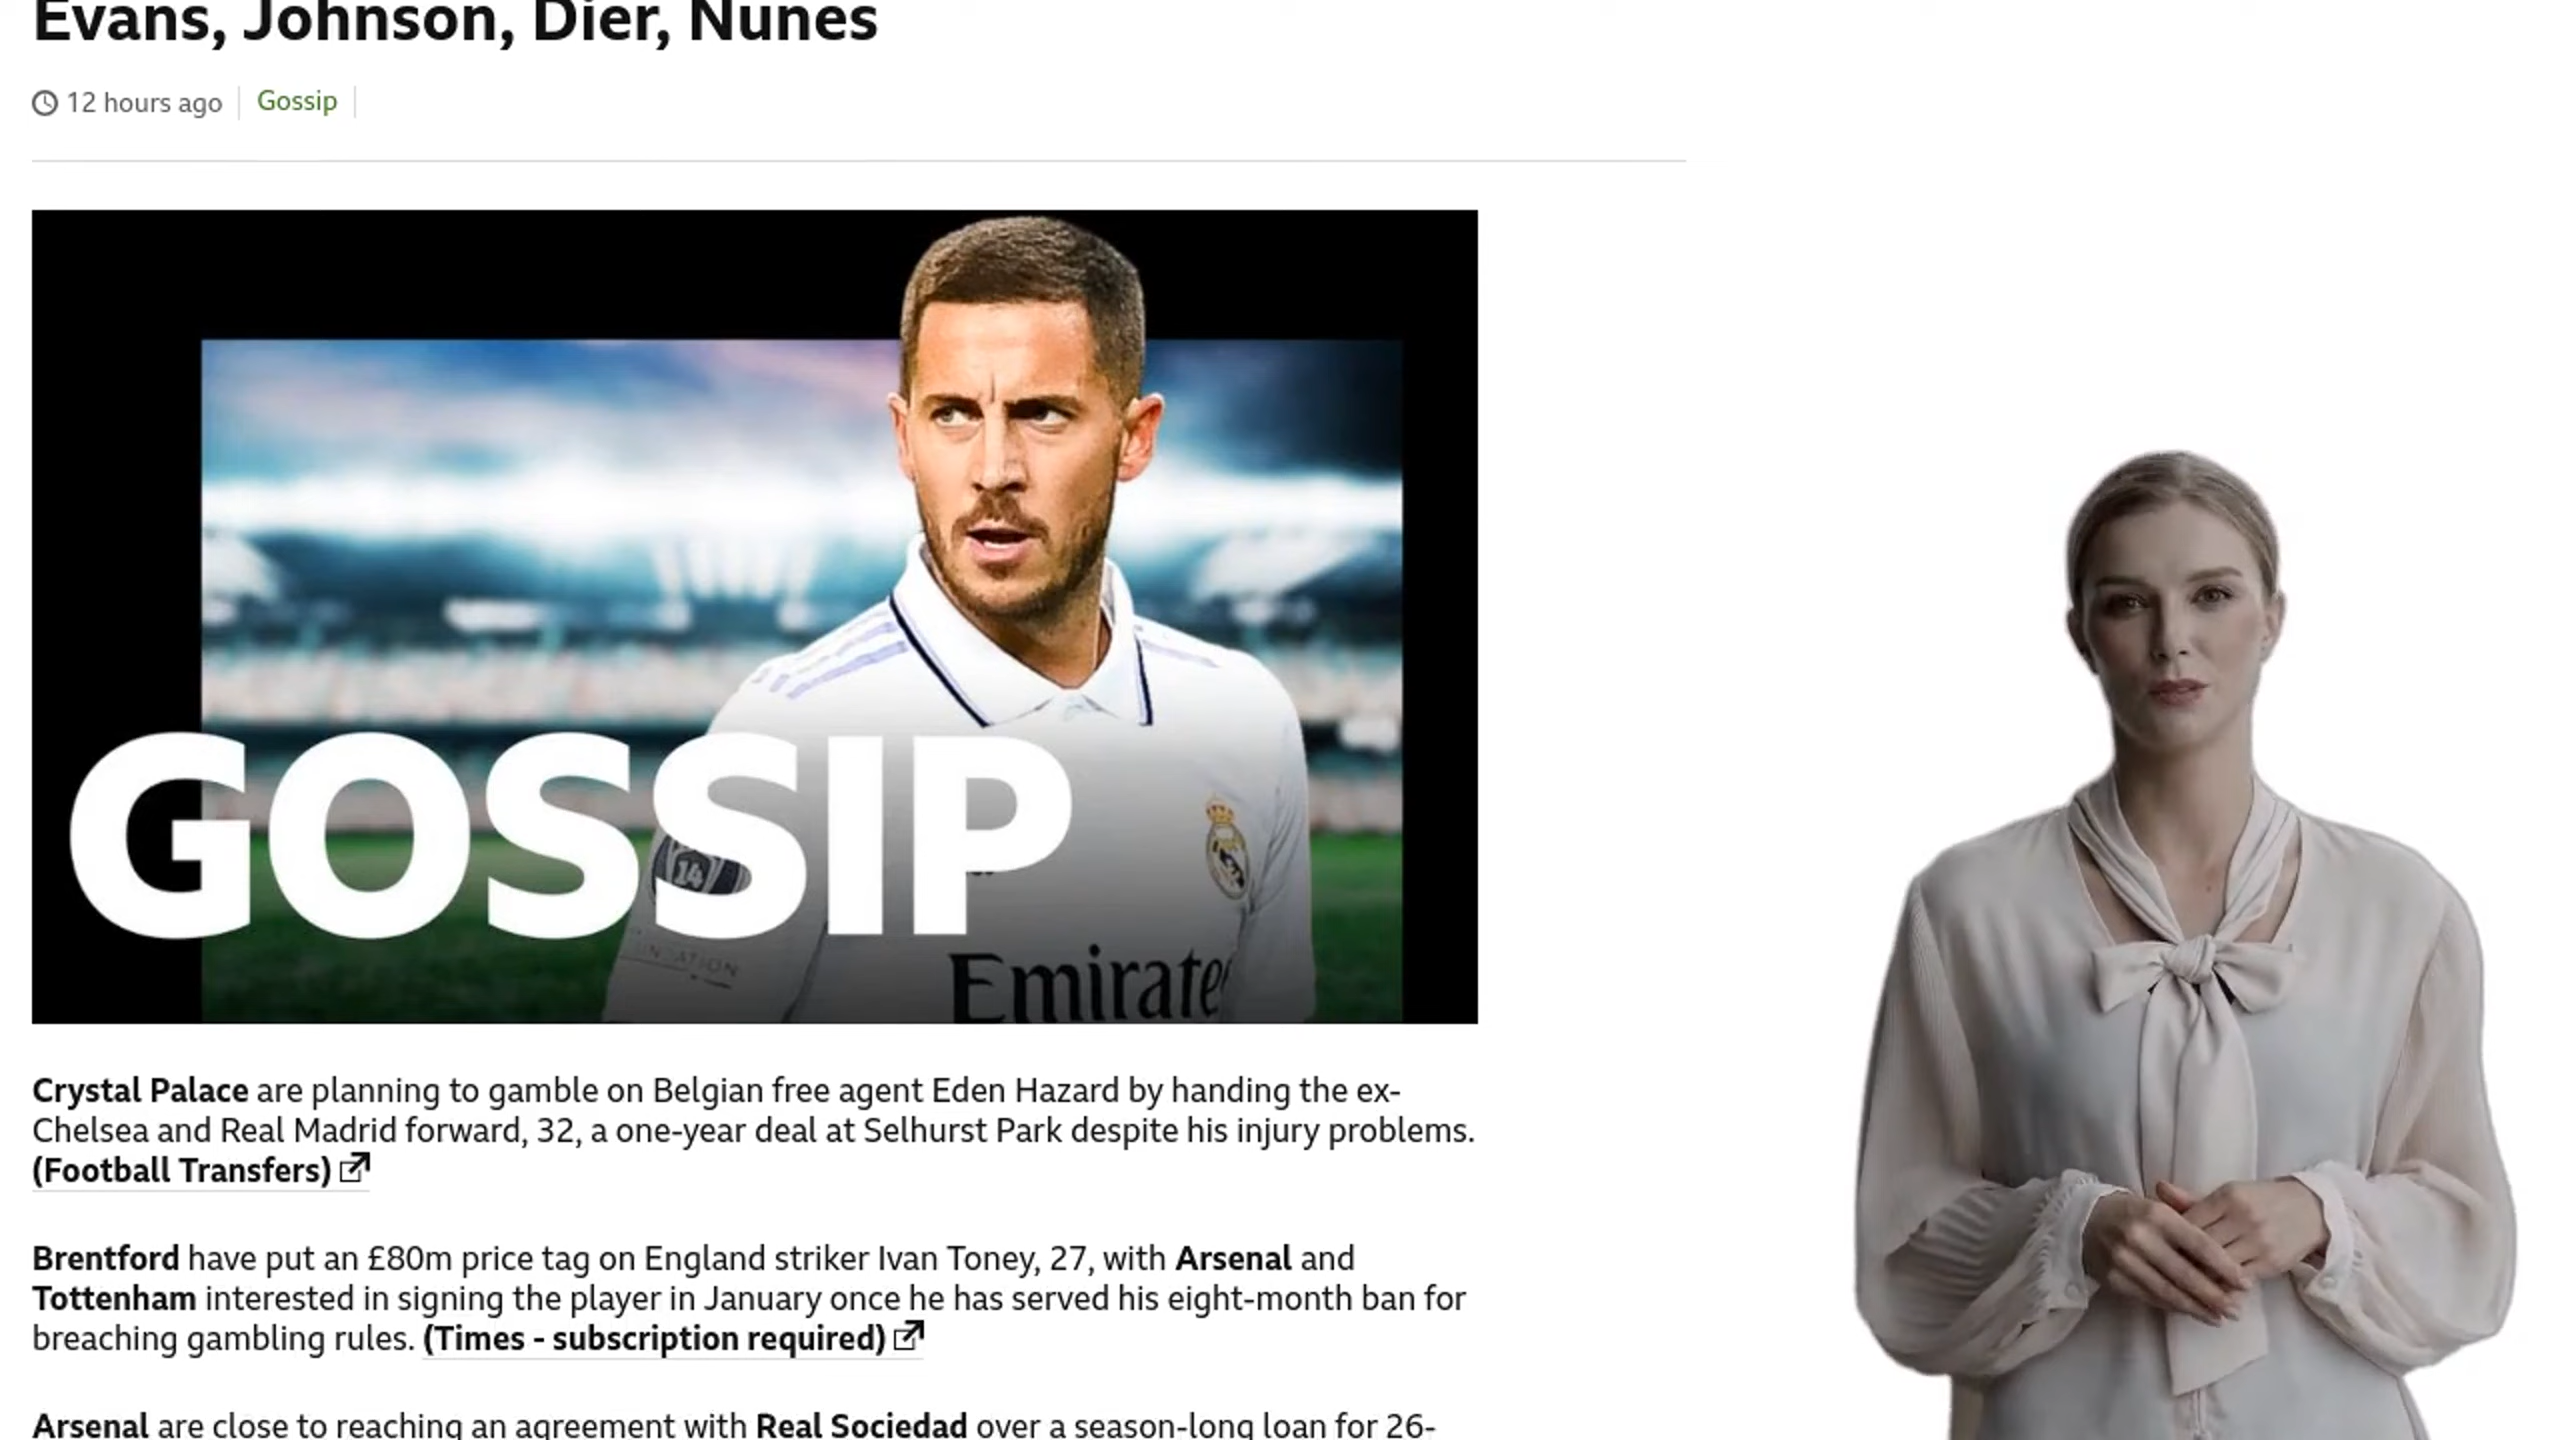 Evans, Johnson, Dier, Nunes
12 hours ago
Gossip
GOSSIP
14
Emirate
Crystal Palace are planning to gamble on Belgian free agent Eden Hazard by handing the ex-
Chelsea and Real Madrid forward, 32, a one-year deal at Selhurst Park despite his injury problems.
(Football Transfers)
Brentford have put an £80m price tag on England striker Ivan Toney, 27, with Arsenal and
Tottenham interested in signing the player in January once he has served his eight-month ban for
breaching gambling rules. (Times - subscription required)
Arsenal are close to reaching an agreement with Real Sociedad over a season-long loan for 26-